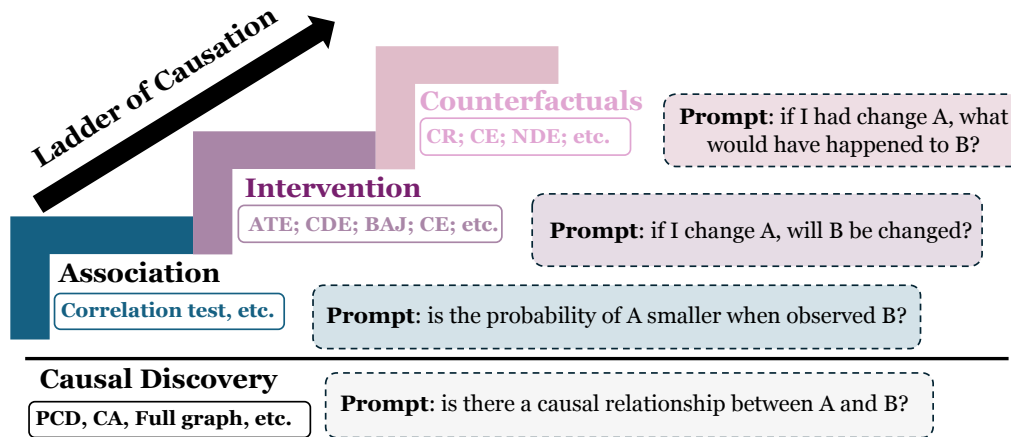 Ladder of Causation
Counterfactuals
CR; CE; NDE; etc.
Prompt: if I had change A, what
would have happened to B?
Intervention
ATE; CDE; BAJ; CE; etc.
Prompt: if I change A, will B be changed?
Association
Correlation test, etc.
Prompt: is the probability of A smaller when observed B?
Causal Discovery
PCD, CA, Full graph, etc.
Prompt: is there a causal relationship between A and B?